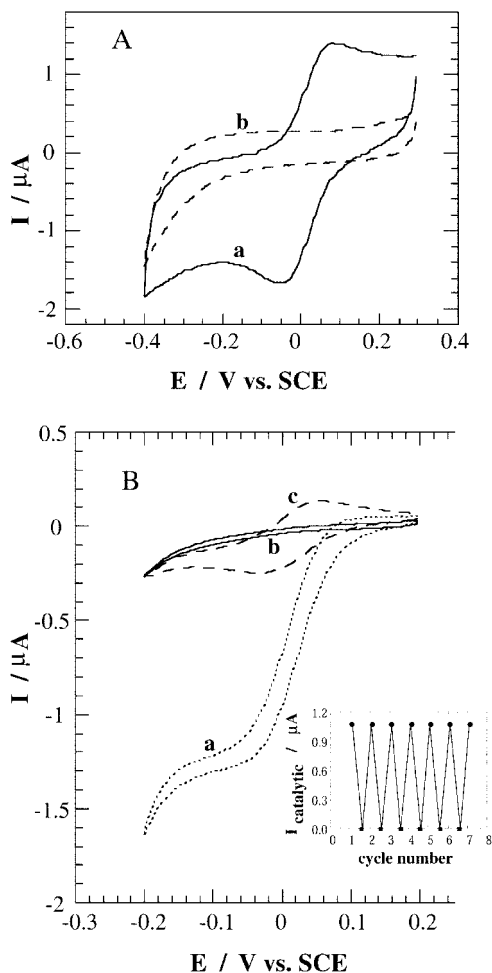 A
1
0
-1
-2
I / µA
b
a
-0.6
-0.4
-0.2
0
0.2
0.4
E / V vs. SCE
B
0.5
0
-0.5
-1
-1.5
-2
I / µA
c
b
a
-0.3
-0.2
-0.1
0
0.1
0.2
E / V vs. SCE
1.2
0.9
0.6
0.3
0.0
I catalytic / µA
0 1 2 3 4 5 6 7 8
cycle number